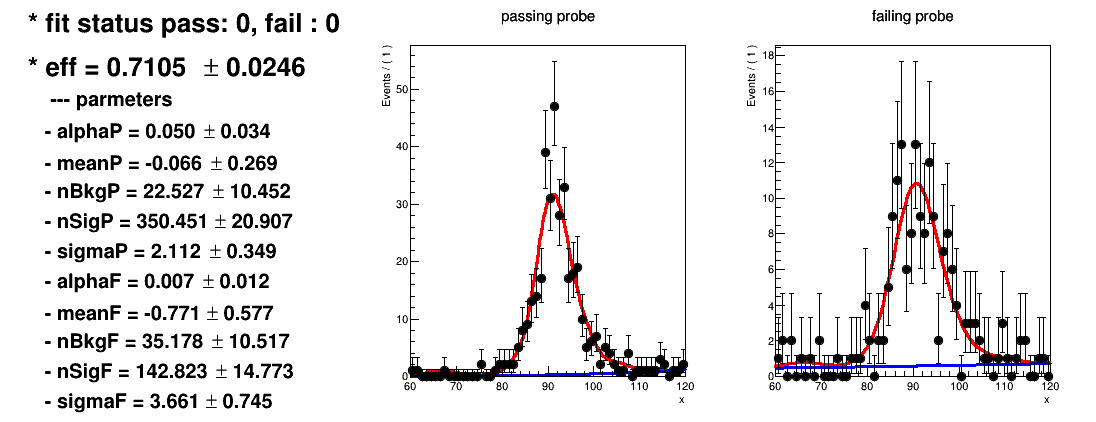 * fit status pass: 0, fail : 0
* eff = 0.7105 ± 0.0246
--- parmeters
- alphaP = 0.050 ± 0.034
- meanP = -0.066 ± 0.269
- nBkgP = 22.527 ± 10.452
- nSigP = 350.451 ± 20.907
- sigmaP = 2.112 ± 0.349
- alphaF = 0.007 ± 0.012
- meanF = -0.771 ± 0.577
- nBkgF = 35.178 ± 10.517
- nSigF = 142.823 ± 14.773
- sigmaF = 3.661 ± 0.745
passing probe
Events / ( 1 )
50
40
30
20
10
0
60 70 80 90 100 110 120
x
failing probe
Events / ( 1 )
18
16
14
12
10
8
6
4
2
0
60 70 80 90 100 110 120
x